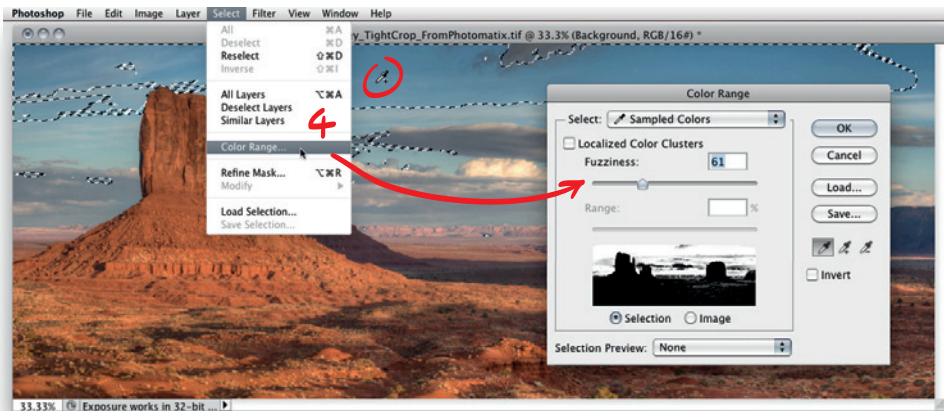 Photoshop File Edit Image Layer Select Filter View Window Help
_TightCrop_FromPhotomatix.tif @ 33.3% (Background, RGB/16#) *
All ⌘A
Deselect ⌘D
Reselect ⇧⌘D
Inverse ⇧⌘I
All Layers ⌥⌘A
Deselect Layers
Similar Layers
Color Range...
Refine Mask... ⌥⌘R
Modify
Load Selection...
Save Selection...
4
Color Range
Select: Sampled Colors
Localized Color Clusters
Fuzziness: 61
Range: %
Selection Image
Selection Preview: None
OK
Cancel
Load...
Save...
Invert
33.33% Exposure works in 32-bit ...